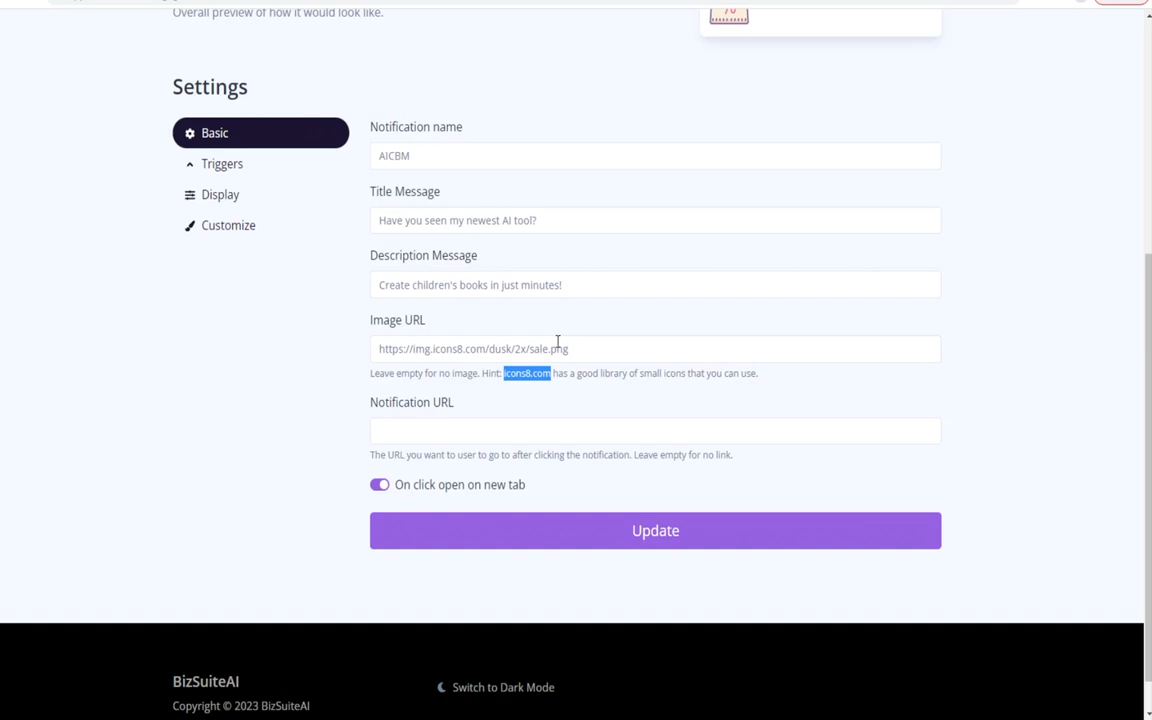 Overall preview of how it would look like.
70
Settings
Basic
Triggers
Display
Customize
Notification name
AICBM
Title Message
Have you seen my newest AI tool?
Description Message
Create children's books in just minutes!
Image URL
https://img.icons8.com/dusk/2x/sale.png
Leave empty for no image. Hint: icons8.com has a good library of small icons that you can use.
Notification URL
The URL you want to user to go to after clicking the notification. Leave empty for no link.
On click open on new tab
Update
BizSuiteAI
Switch to Dark Mode
Copyright © 2023 BizSuiteAI